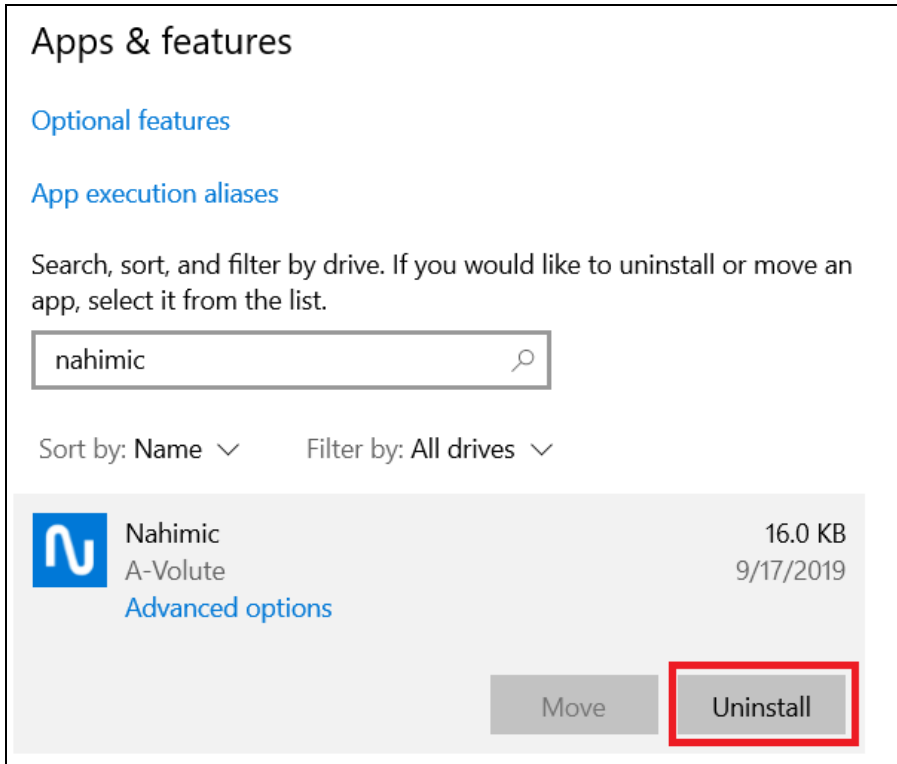 Apps & features
Optional features
App execution aliases
Search, sort, and filter by drive. If you would like to uninstall or move an
app, select it from the list.
nahimic
Sort by: Name Filter by: All drives
Nahimic 16.0 KB
A-Volute 9/17/2019
Advanced options
Move Uninstall